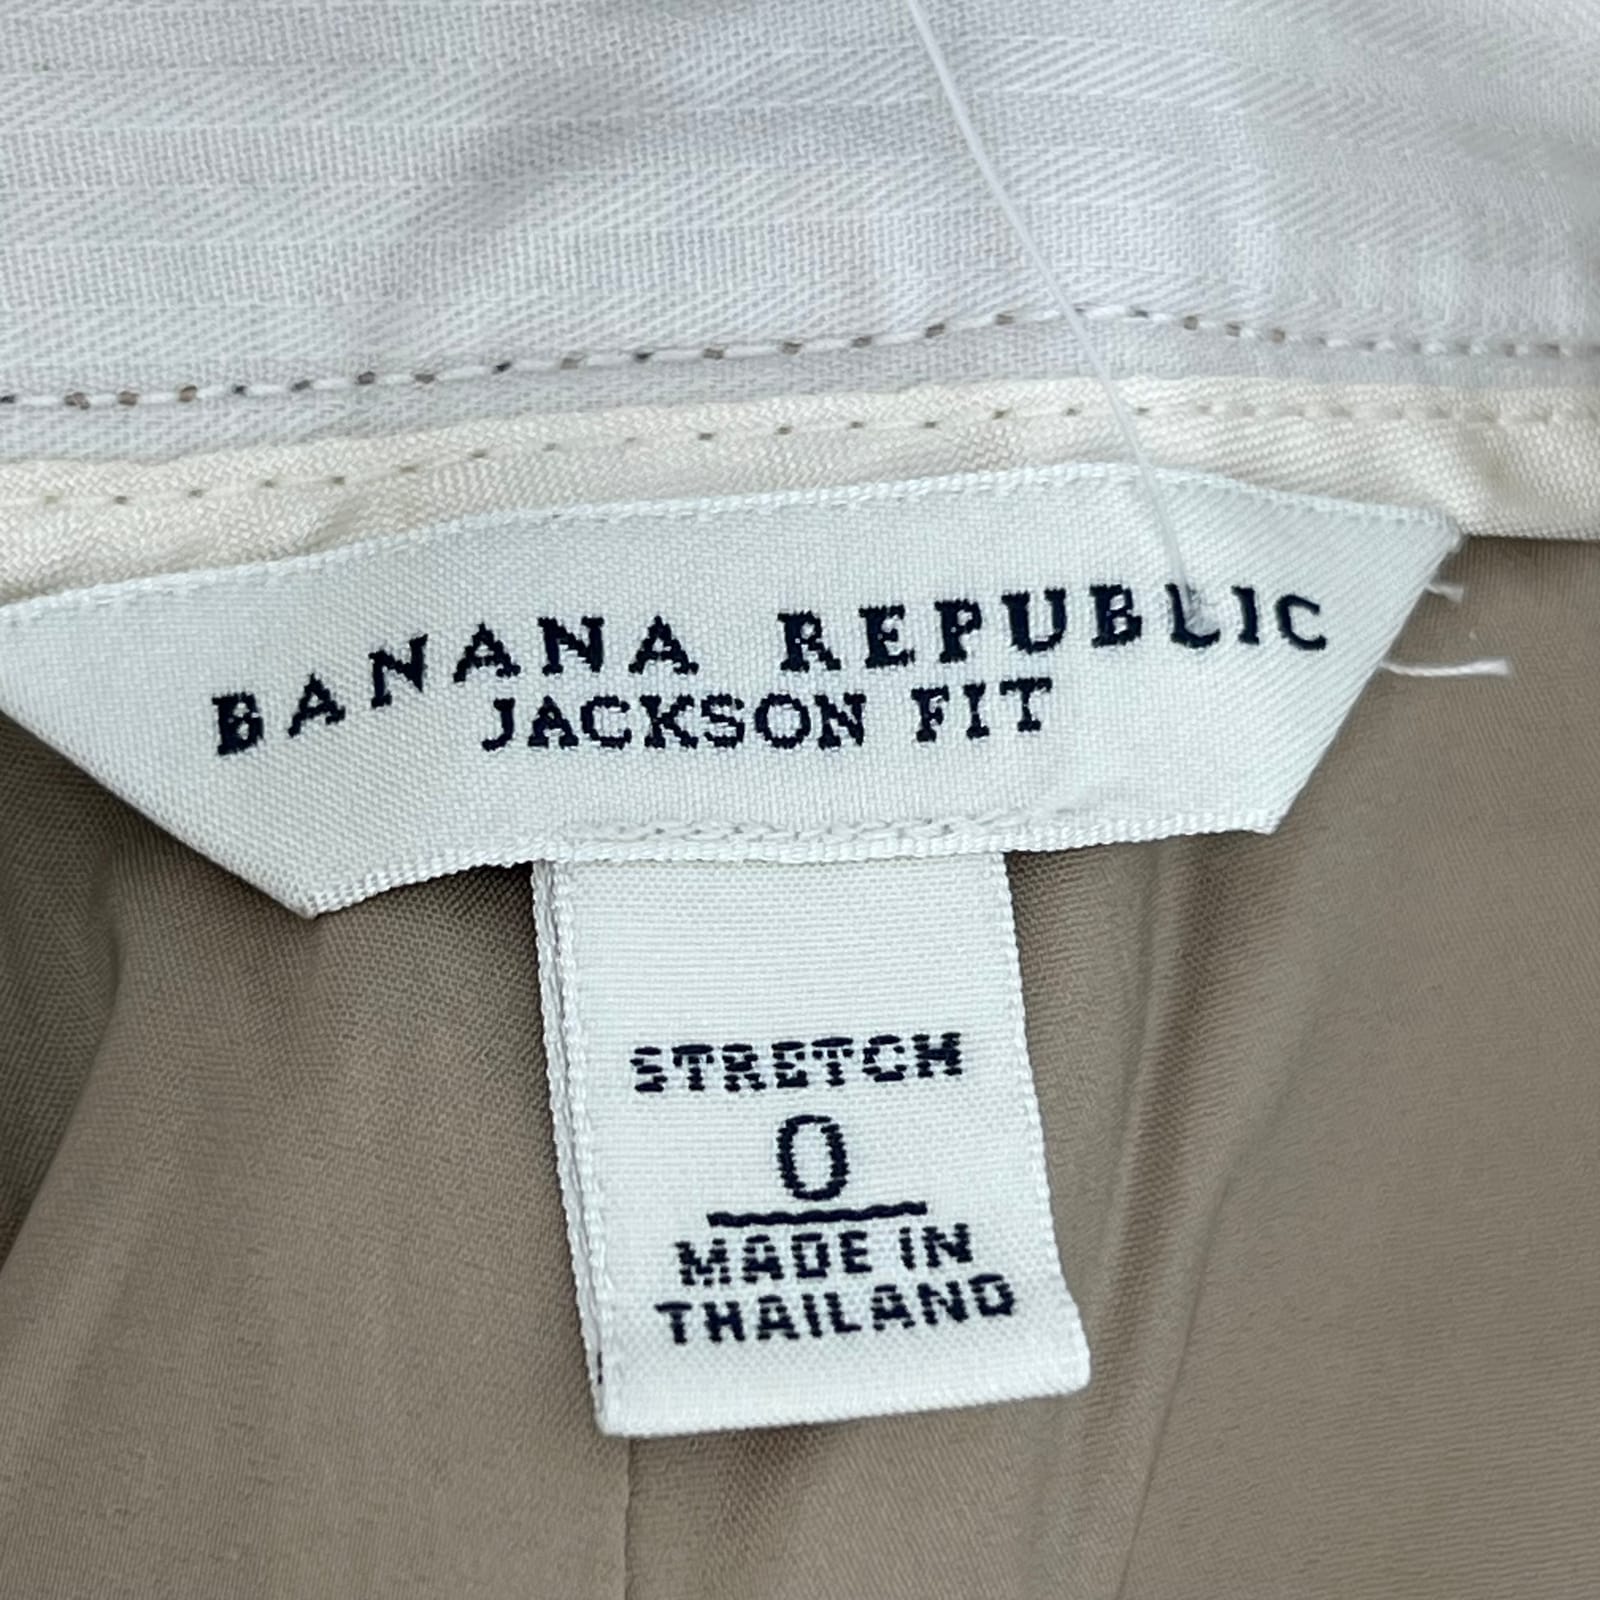 BANANA REPUBLIC
JACKSON FIT
STRETCH
0
MADE IN
THAILAND